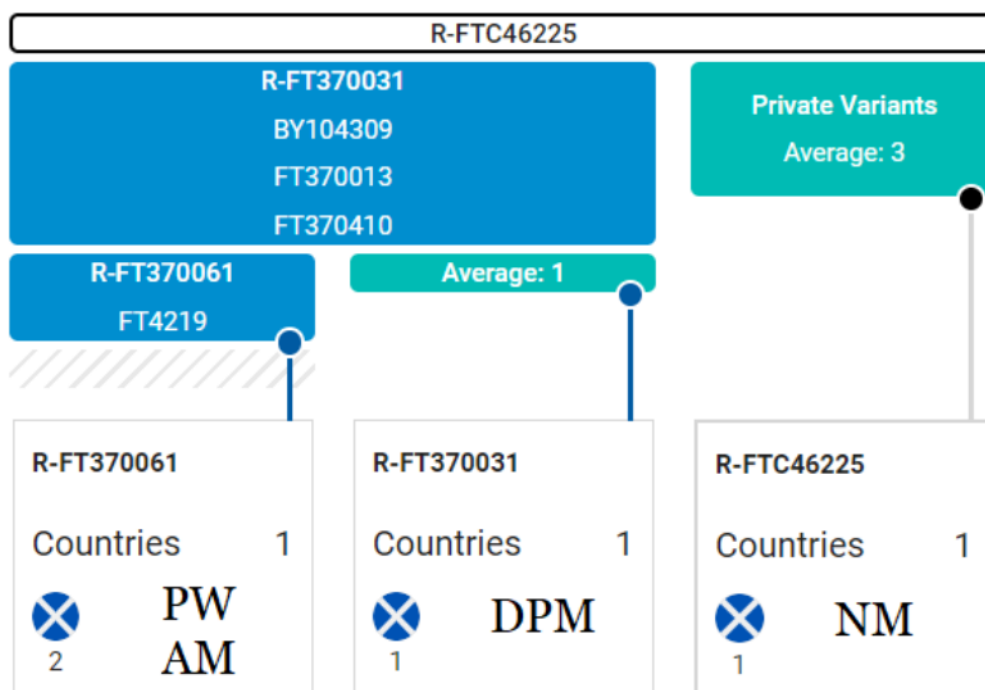 R-FTC46225
R-FT370031
BY104309
FT370013
FT370410
Private Variants
Average: 3
R-FT370061
FT4219
Average: 1
R-FT370061
Countries 1
PW
AM
2
R-FT370031
Countries 1
DPM
1
R-FTC46225
Countries 1
NM
1